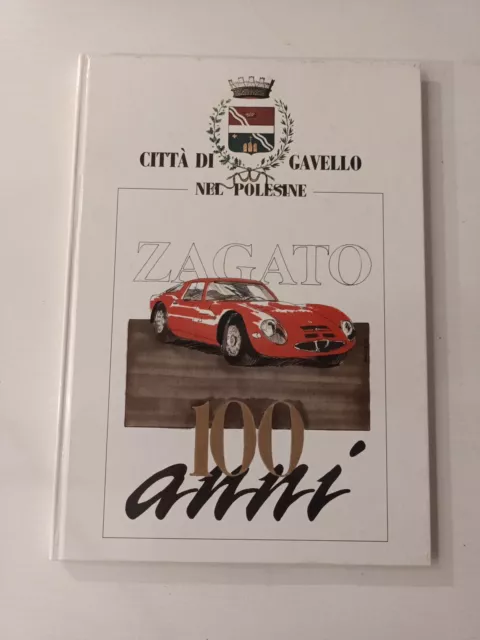 CITTÀ DI GAVELLO
NEL POLESINE
ZAGATO
100
anni